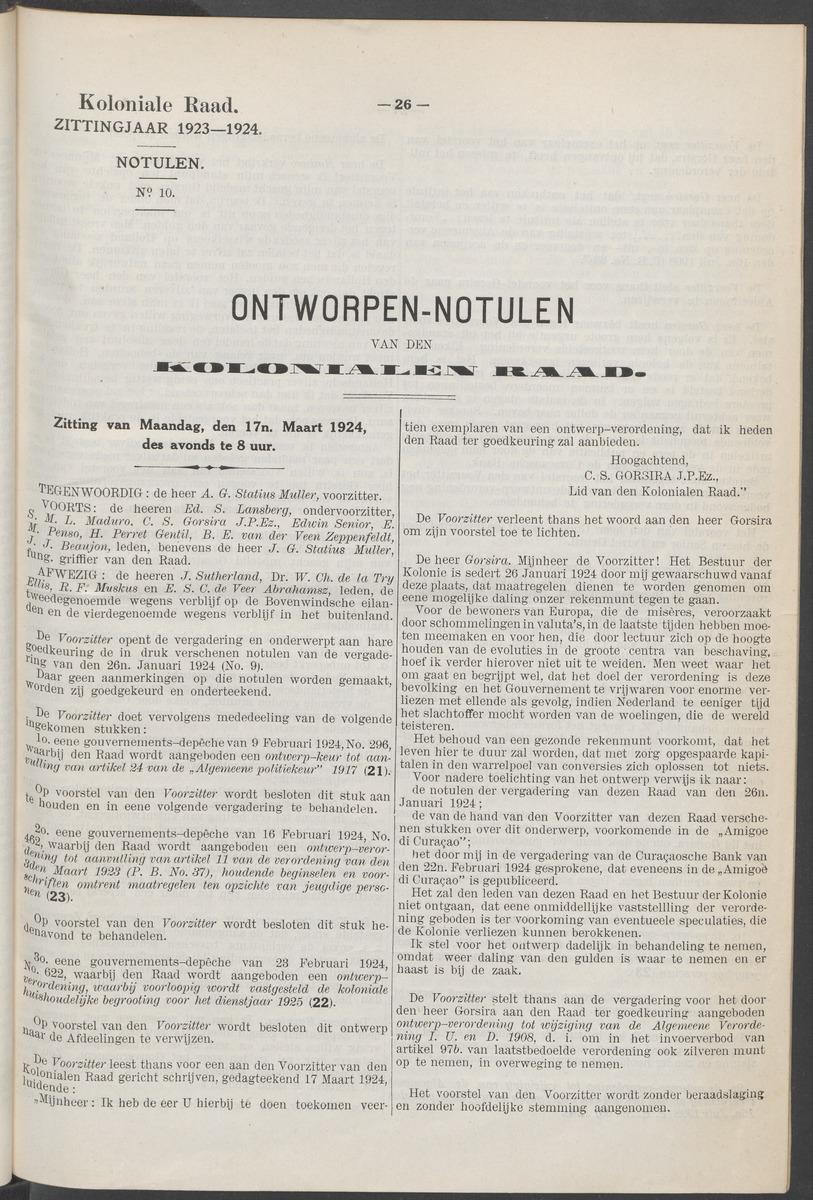 Koloniale Raad.
— 26 —
ZITTINGJAAR 1923—1924.
NOTULEN.
Nº 10.
ONTWORPEN-NOTULEN
VAN DEN
KOLONIALEN RAAD.
Zitting van Maandag, den 17n. Maart 1924,
des avonds te 8 uur.
TEGENWOORDIG : de heer A. G. Statius Muller, voorzitter.
VOORTS: de heeren Ed. S. Lansberg, ondervoorzitter,
S. M. L. Maduro, C. S. Gorsira J.P.Ez., Edwin Senior, E.
M. Penso, H. Perret Gentil, B. E. van der Veen Zeppenfeldt,
J. J. Beaujon, leden, benevens de heer J. G. Statius Muller,
fung. griffier van den Raad.
AFWEZIG : de heeren J. Sutherland, Dr. W. Ch. de la Try
Ellis, R. F. Muskus en E. S. C. de Veer Abrahamsz, leden, de
tweedegenoemde wegens verblijf op de Bovenwindsche eilan-
den en de vierdegenoemde wegens verblijf in het buitenland.
De Voorzitter opent de vergadering en onderwerpt aan hare
goedkeuring de in druk verschenen notulen van de vergade-
ring van den 26n. Januari 1924 (No. 9).
Daar geen aanmerkingen op die notulen worden gemaakt,
worden zij goedgekeurd en onderteekend.
De Voorzitter doet vervolgens mededeeling van de volgende
ingekomen stukken :
1o. eene gouvernements-depêche van 9 Februari 1924, No. 296,
waarbij den Raad wordt aangeboden een ontwerp-keur tot aan-
vulling van artikel 24 van de „Algemeene politiekeur" 1917 (21).
Op voorstel van den Voorzitter wordt besloten dit stuk aan
te houden en in eene volgende vergadering te behandelen.
2o. eene gouvernements-depêche van 16 Februari 1924, No.
462, waarbij den Raad wordt aangeboden een ontwerp-veror-
dening tot aanvulling van artikel 11 van de verordening van den
3den Maart 1923 (P. B. No. 37), houdende beginselen en voor-
schriften omtrent maatregelen ten opzichte van jeugdige perso-
nen (23).
Op voorstel van den Voorzitter wordt besloten dit stuk he-
denavond te behandelen.
3o. eene gouvernements-depêche van 23 Februari 1924,
No. 622, waarbij den Raad wordt aangeboden een ontwerp-
verordening, waarbij voorloopig wordt vastgesteld de koloniale
huishoudelijke begrooting voor het dienstjaar 1925 (22).
Op voorstel van den Voorzitter wordt besloten dit ontwerp
naar de Afdeelingen te verwijzen.
De Voorzitter leest thans voor een aan den Voorzitter van den
Kolonialen Raad gericht schrijven, gedagteekend 17 Maart 1924,
luidende :
„Mijnheer : Ik heb de eer U hierbij te doen toekomen veer-
tien exemplaren van een ontwerp-verordening, dat ik heden
den Raad ter goedkeuring zal aanbieden.
Hoogachtend,
C. S. GORSIRA J.P.Ez.,
Lid van den Kolonialen Raad."
De Voorzitter verleent thans het woord aan den heer Gorsira
om zijn voorstel toe te lichten.
De heer Gorsira. Mijnheer de Voorzitter! Het Bestuur der
Kolonie is sedert 26 Januari 1924 door mij gewaarschuwd vanaf
deze plaats, dat maatregelen dienen te worden genomen om
eene mogelijke daling onzer rekenmunt tegen te gaan.
Voor de bewoners van Europa, die de misères, veroorzaakt
door schommelingen in valuta's, in de laatste tijden hebben moe-
ten meemaken en voor hen, die door lectuur zich op de hoogte
houden van de evoluties in de groote centra van beschaving,
hoef ik verder hierover niet uit te weiden. Men weet waar het
om gaat en begrijpt wel, dat het doel der verordening is deze
bevolking en het Gouvernement te vrijwaren voor enorme ver-
liezen met ellende als gevolg, indien Nederland te eeniger tijd
het slachtoffer mocht worden van de woelingen, die de wereld
teisteren.
Het behoud van een gezonde rekenmunt voorkomt, dat het
leven hier te duur zal worden, dat met zorg opgespaarde kapi-
talen in de warrelpoel van conversies zich oplossen tot niets.
Voor nadere toelichting van het ontwerp verwijs ik naar :
de notulen der vergadering van dezen Raad van den 26n.
Januari 1924 ;
de van de hand van den Voorzitter van dezen Raad versche-
nen stukken over dit onderwerp, voorkomende in de „Amigoe
di Curaçao";
het door mij in de vergadering van de Curaçaosche Bank van
den 22n. Februari 1924 gesprokene, dat eveneens in de „Amigoe
di Curaçao" is gepubliceerd.
Het zal den leden van dezen Raad en het Bestuur der Kolonie
niet ontgaan, dat eene onmiddellijke vaststellling der verorde-
ning geboden is ter voorkoming van eventueele speculaties, die
de Kolonie verliezen kunnen berokkenen.
Ik stel voor het ontwerp dadelijk in behandeling te nemen,
omdat weer daling van den gulden is waar te nemen en er
haast is bij de zaak.
De Voorzitter stelt thans aan de vergadering voor het door
den heer Gorsira aan den Raad ter goedkeuring aangeboden
ontwerp-verordening tot wijziging van de Algemeene Verorde-
ning I. U. en D. 1908, d. i. om in het invoerverbod van
artikel 97b. van laatstbedoelde verordening ook zilveren munt
op te nemen, in overweging te nemen.
Het voorstel van den Voorzitter wordt zonder beraadslaging
en zonder hoofdelijke stemming aangenomen.